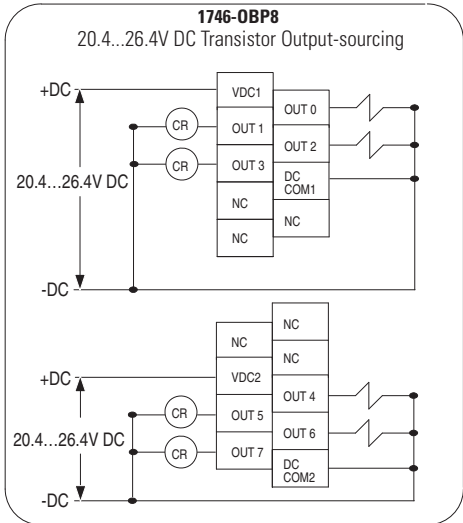 1746-OBP8
20.4...26.4V DC Transistor Output-sourcing
+DC
VDC1
OUT 0
CR
OUT 1
OUT 2
CR
OUT 3
DC
COM1
20.4...26.4V DC
NC
NC
NC
-DC
NC
NC
NC
+DC
VDC2
OUT 4
CR
OUT 5
OUT 6
20.4...26.4V DC
CR
OUT 7
DC
COM2
-DC